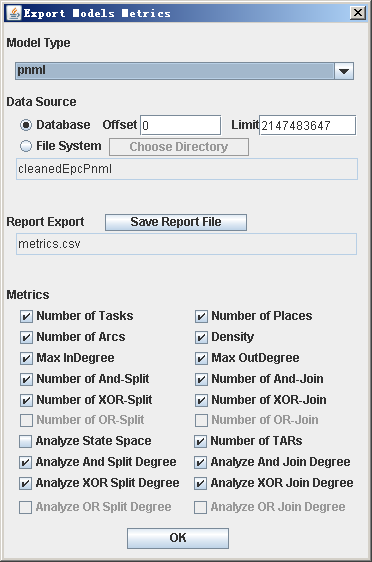 Export Models Metrics
Model Type
pnml
Data Source
Database Offset 0 Limit 2147483647
File System Choose Directory
cleanedEpcPnml
Report Export Save Report File
metrics.csv
Metrics
Number of Tasks Number of Places
Number of Arcs Density
Max InDegree Max OutDegree
Number of And-Split Number of And-Join
Number of XOR-Split Number of XOR-Join
Number of OR-Split Number of OR-Join
Analyze State Space Number of TARs
Analyze And Split Degree Analyze And Join Degree
Analyze XOR Split Degree Analyze XOR Join Degree
Analyze OR Split Degree Analyze OR Join Degree
OK